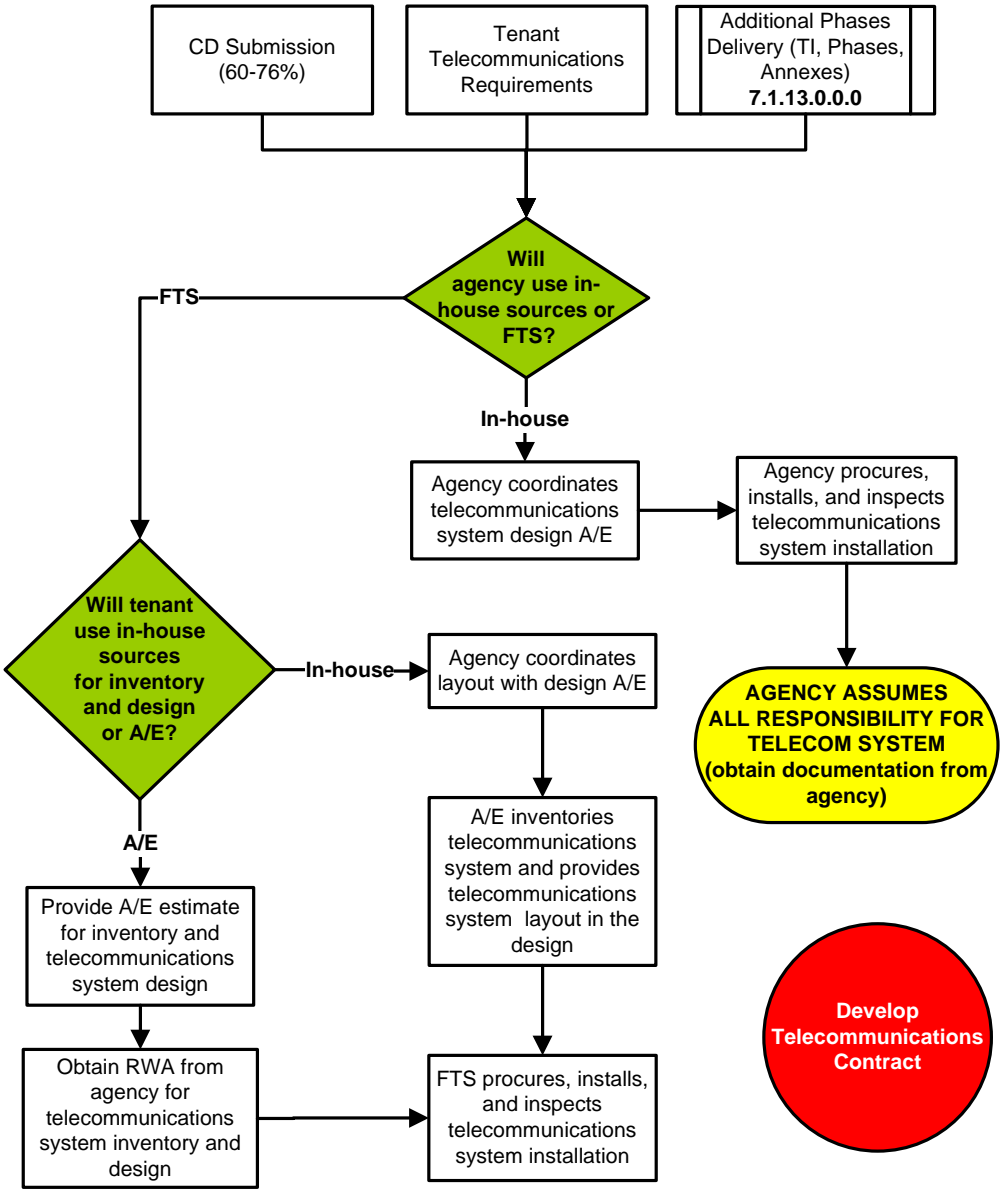 CD Submission
(60-76%)
Tenant
Telecommunications
Requirements
Additional Phases
Delivery (TI, Phases,
Annexes)
7.1.13.0.0.0
Will
agency use in-
house sources or
FTS?
FTS
In-house
Agency coordinates
telecommunications
system design A/E
Agency procures,
installs, and inspects
telecommunications
system installation
Will tenant
use in-house
sources
for inventory
and design
or A/E?
In-house
Agency coordinates
layout with design A/E
AGENCY ASSUMES
ALL RESPONSIBILITY FOR
TELECOM SYSTEM
(obtain documentation from
agency)
A/E
A/E inventories
telecommunications
system and provides
telecommunications
system layout in the
design
Provide A/E estimate
for inventory and
telecommunications
system design
Develop
Telecommunications
Contract
Obtain RWA from
agency for
telecommunications
system inventory and
design
FTS procures, installs,
and inspects
telecommunications
system installation